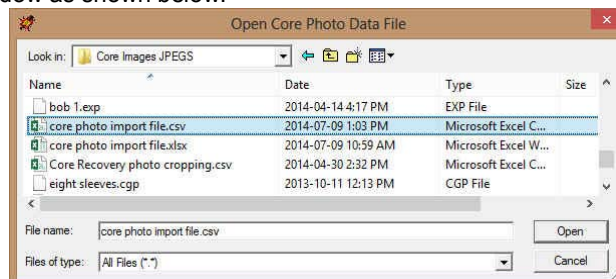 ndow as shown below.
Open Core Photo Data File
Look in: Core Images JPEGS
Name Date Type Size
bob 1.exp 2014-04-14 4:17 PM EXP File
core photo import file.csv 2014-07-09 1:03 PM Microsoft Excel C...
core photo import file.xlsx 2014-07-09 10:59 AM Microsoft Excel W...
Core Recovery photo cropping.csv 2014-04-30 2:32 PM Microsoft Excel C...
eight sleeves.cgp 2013-10-11 12:13 PM CGP File
File name: core photo import file.csv Open
Files of type: All Files (*.*) Cancel